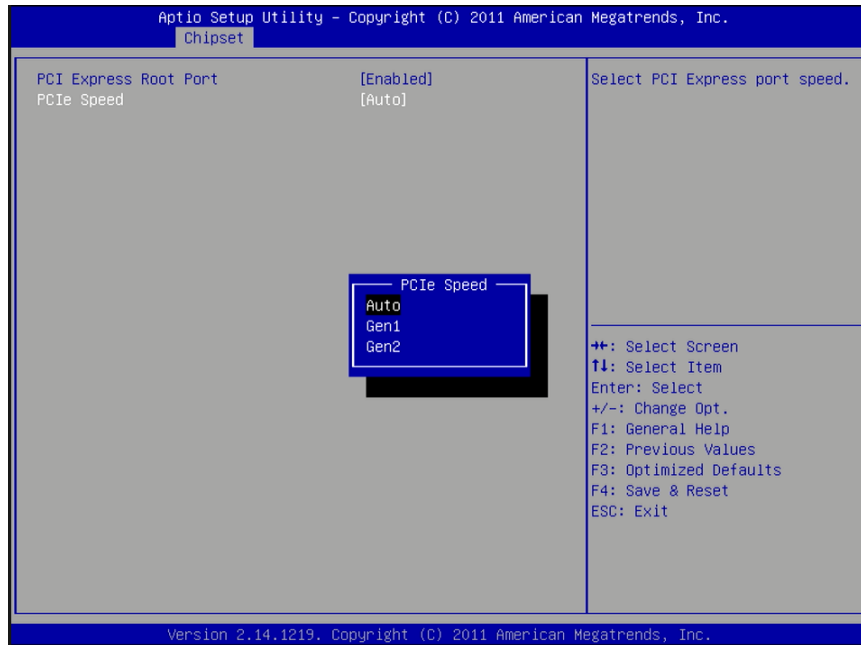 Aptio Setup Utility – Copyright (C) 2011 American Megatrends, Inc.
Chipset
PCI Express Root Port [Enabled]
PCIe Speed [Auto]
Select PCI Express port speed.
PCIe Speed
Auto
Gen1
Gen2
→←: Select Screen
↑↓: Select Item
Enter: Select
+/-: Change Opt.
F1: General Help
F2: Previous Values
F3: Optimized Defaults
F4: Save & Reset
ESC: Exit
Version 2.14.1219. Copyright (C) 2011 American Megatrends, Inc.